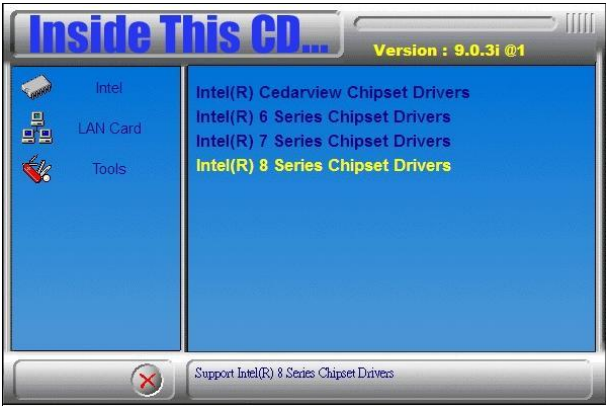 Inside This CD...
Version : 9.0.3i @1
Intel
LAN Card
Tools
Intel(R) Cedarview Chipset Drivers
Intel(R) 6 Series Chipset Drivers
Intel(R) 7 Series Chipset Drivers
Intel(R) 8 Series Chipset Drivers
Support Intel(R) 8 Series Chipset Drivers